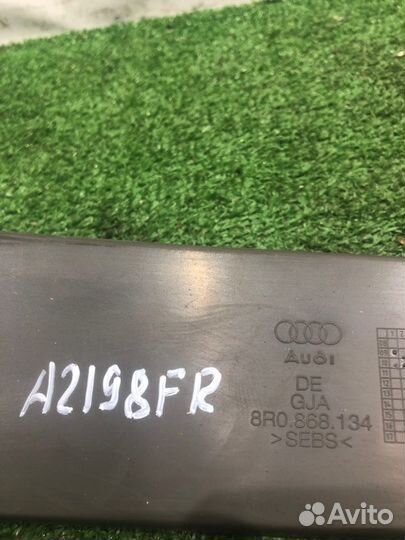 Audi
DE
GJA
A2198FR
8R0.868.134
>SEBS<
Avito